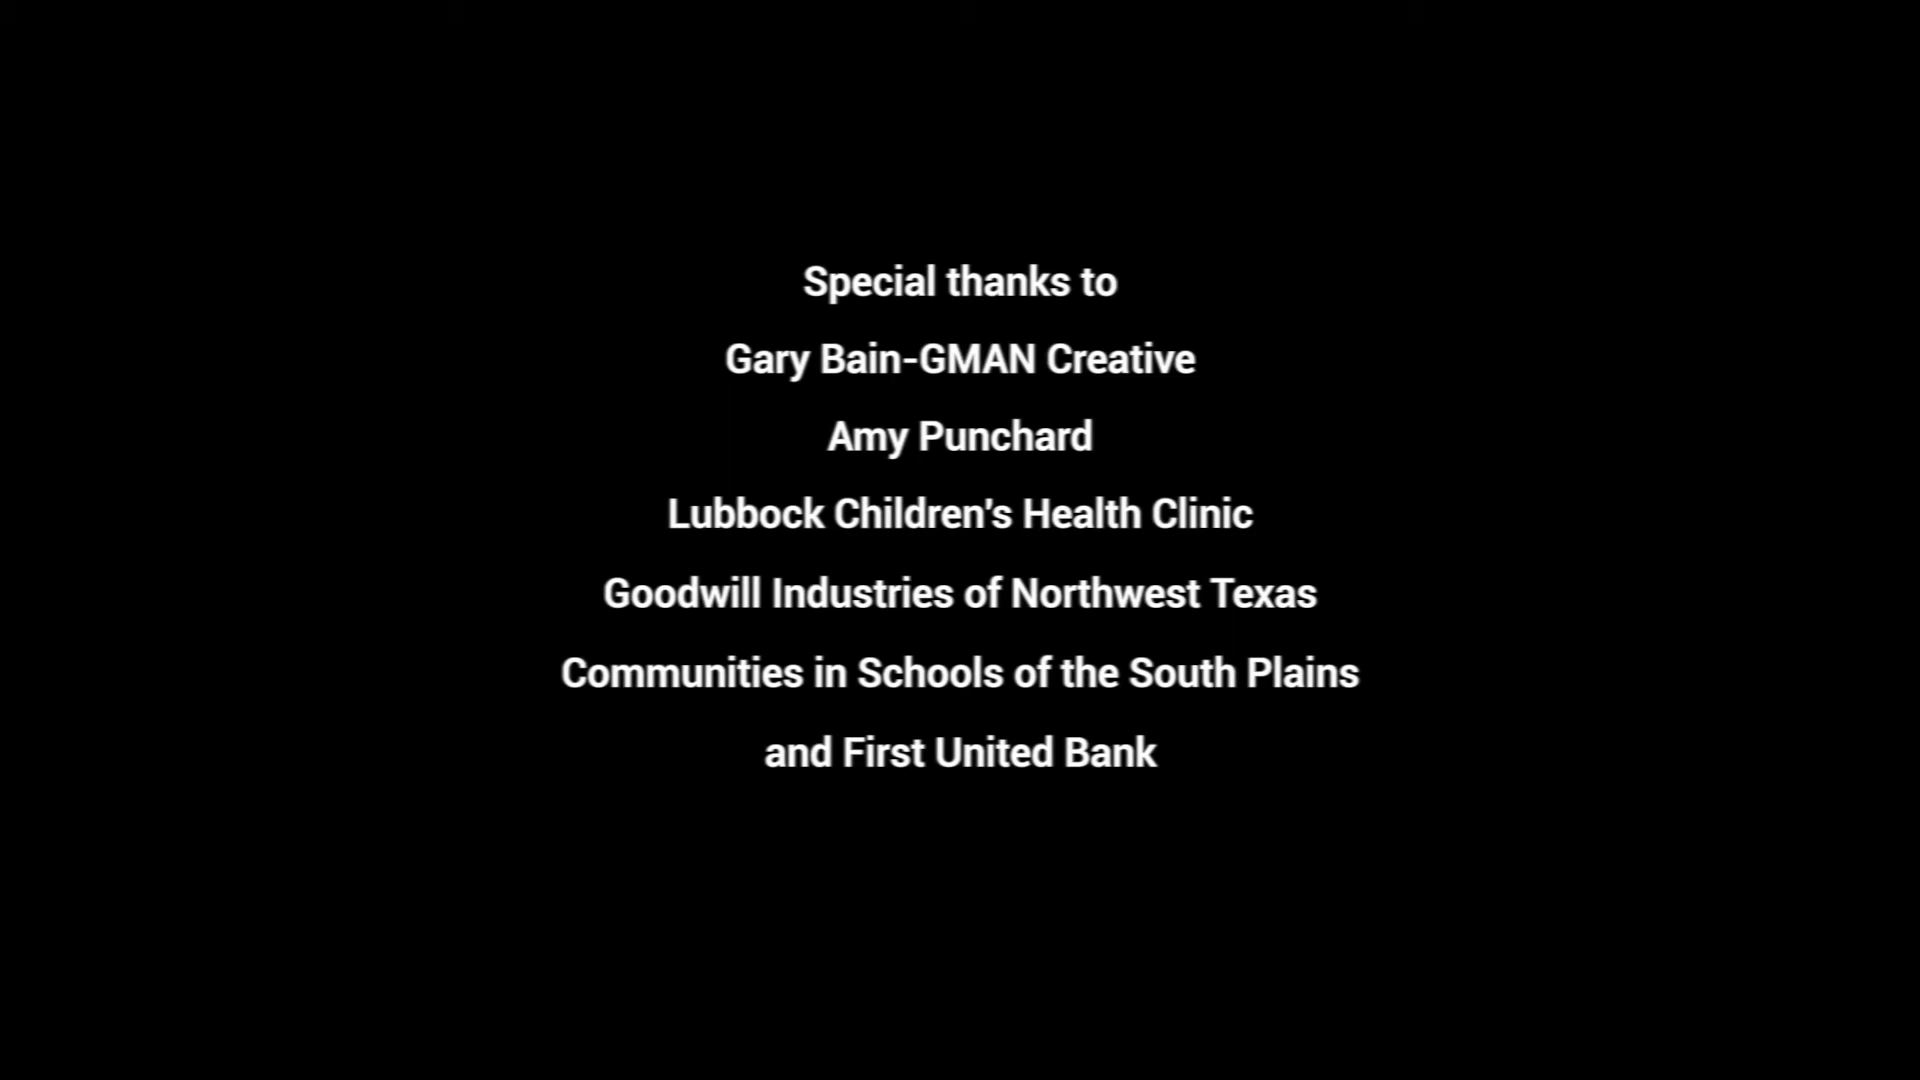 Special thanks to
Gary Bain-GMAN Creative
Amy Punchard
Lubbock Children's Health Clinic
Goodwill Industries of Northwest Texas
Communities in Schools of the South Plains
and First United Bank